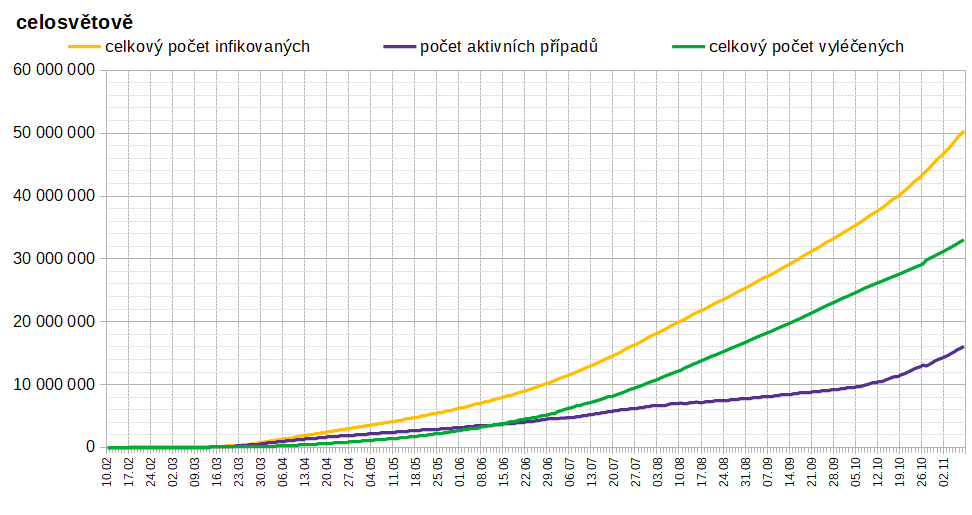 celosvětově
celkový počet infikovaných počet aktivních případů celkový počet vyléčených
60 000 000
50 000 000
40 000 000
30 000 000
20 000 000
10 000 000
0
10.02 17.02 24.02 02.03 09.03 16.03 23.03 30.03 06.04 13.04 20.04 27.04 04.05 11.05 18.05 25.05 01.06 08.06 15.06 22.06 29.06 06.07 13.07 20.07 27.07 03.08 10.08 17.08 24.08 31.08 07.09 14.09 21.09 28.09 05.10 12.10 19.10 26.10 02.11